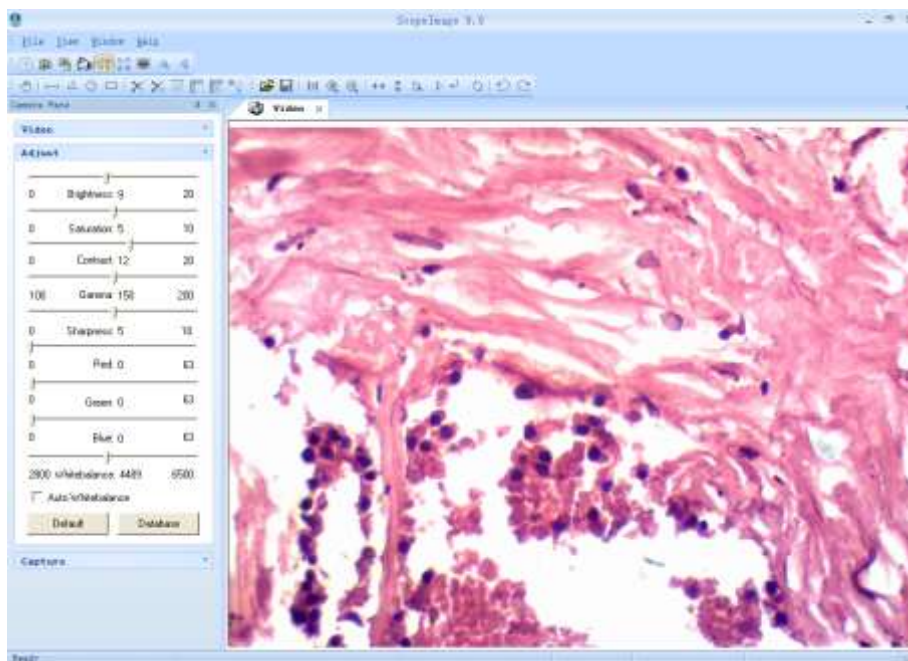 ScopeImage 9.0
File View Window Help
Camera Pane
Video
Video
Adjust
0 Brightness: 9 20
0 Saturation: 5 10
0 Contrast: 12 20
100 Gamma: 158 280
0 Sharpness: 5 10
0 Red: 0 63
0 Green: 0 63
0 Blue: 0 63
2800 Whitebalance: 4489 6500
Auto Whitebalance
Default Database
Capture
Ready